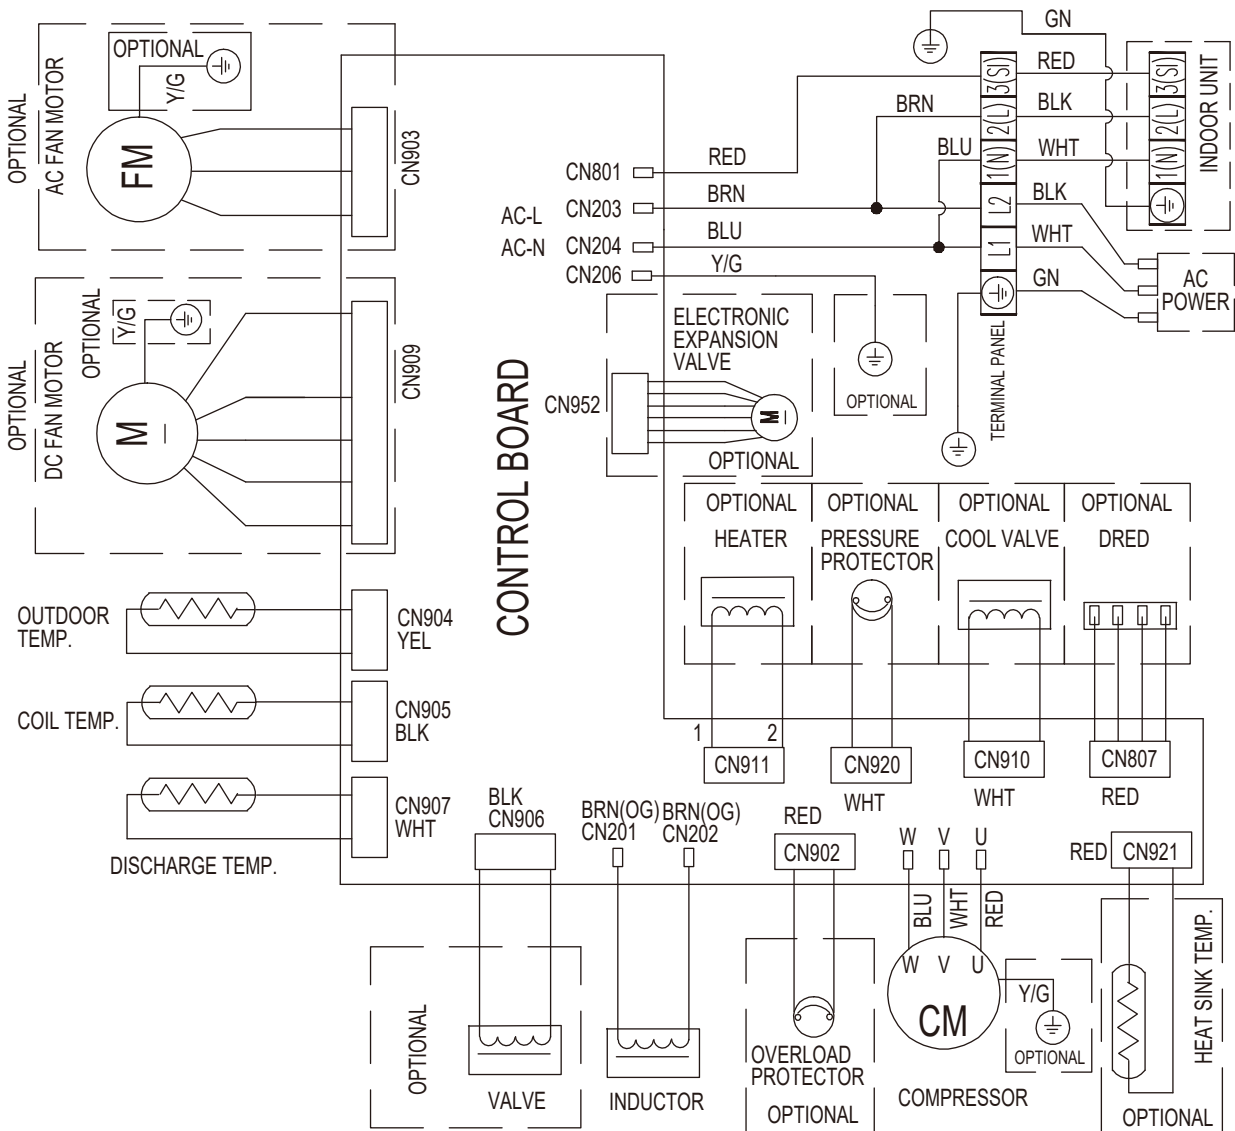 OPTIONAL
AC FAN MOTOR
OPTIONAL
Y/G
FM
CN903
OPTIONAL
DC FAN MOTOR
OPTIONAL
Y/G
M
CN909
OUTDOOR
TEMP.
CN904
YEL
COIL TEMP.
CN905
BLK
CN907
WHT
DISCHARGE TEMP.
CONTROL BOARD
CN801
RED
AC-L
CN203
BRN
AC-N
CN204
BLU
CN206
Y/G
BRN
BLU
GN
3(SI)
RED
3(SI)
2(L)
BLK
2(L)
1(N)
WHT
1(N)
INDOOR UNIT
L2
BLK
L1
WHT
GN
AC
POWER
TERMINAL PANEL
ELECTRONIC
EXPANSION
VALVE
CN952
M
OPTIONAL
OPTIONAL
OPTIONAL
HEATER
OPTIONAL
PRESSURE
PROTECTOR
OPTIONAL
COOL VALVE
OPTIONAL
DRED
1
2
CN911
CN920
WHT
CN910
WHT
CN807
RED
BLK
CN906
OPTIONAL
VALVE
BRN(OG)
CN201
BRN(OG)
CN202
INDUCTOR
RED
CN902
OVERLOAD
PROTECTOR
OPTIONAL
W V U
BLU
WHT
RED
W V U
CM
COMPRESSOR
Y/G
OPTIONAL
RED
CN921
HEAT SINK TEMP.
OPTIONAL